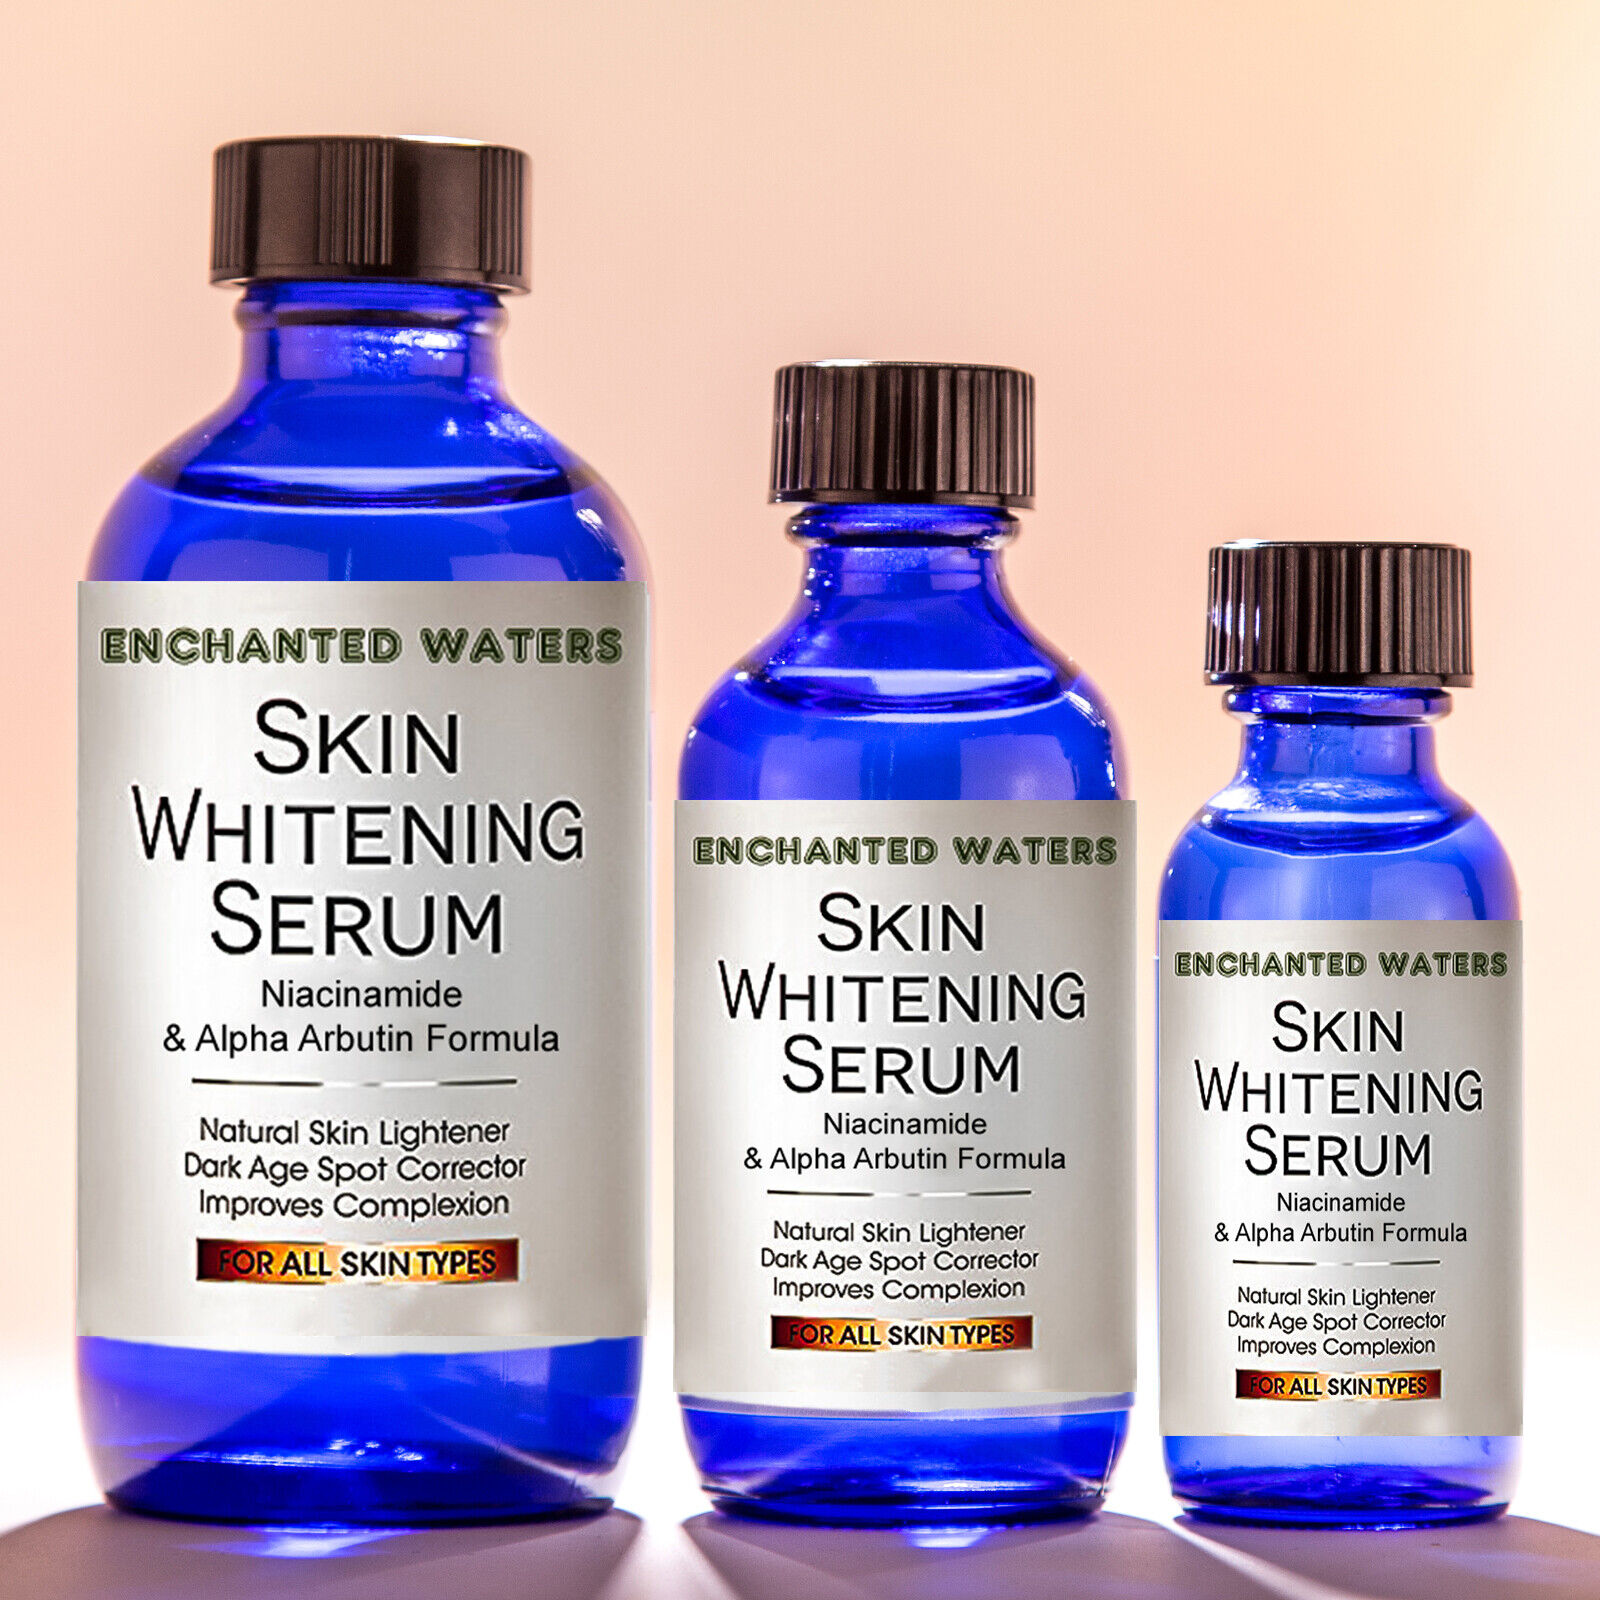 ENCHANTED WATERS
SKIN
WHITENING
SERUM
Niacinamide
& Alpha Arbutin Formula
Natural Skin Lightener
Dark Age Spot Corrector
Improves Complexion
FOR ALL SKIN TYPES
ENCHANTED WATERS
SKIN
WHITENING
SERUM
Niacinamide
& Alpha Arbutin Formula
Natural Skin Lightener
Dark Age Spot Corrector
Improves Complexion
FOR ALL SKIN TYPES
ENCHANTED WATERS
SKIN
WHITENING
SERUM
Niacinamide
& Alpha Arbutin Formula
Natural Skin Lightener
Dark Age Spot Corrector
Improves Complexion
FOR ALL SKIN TYPES